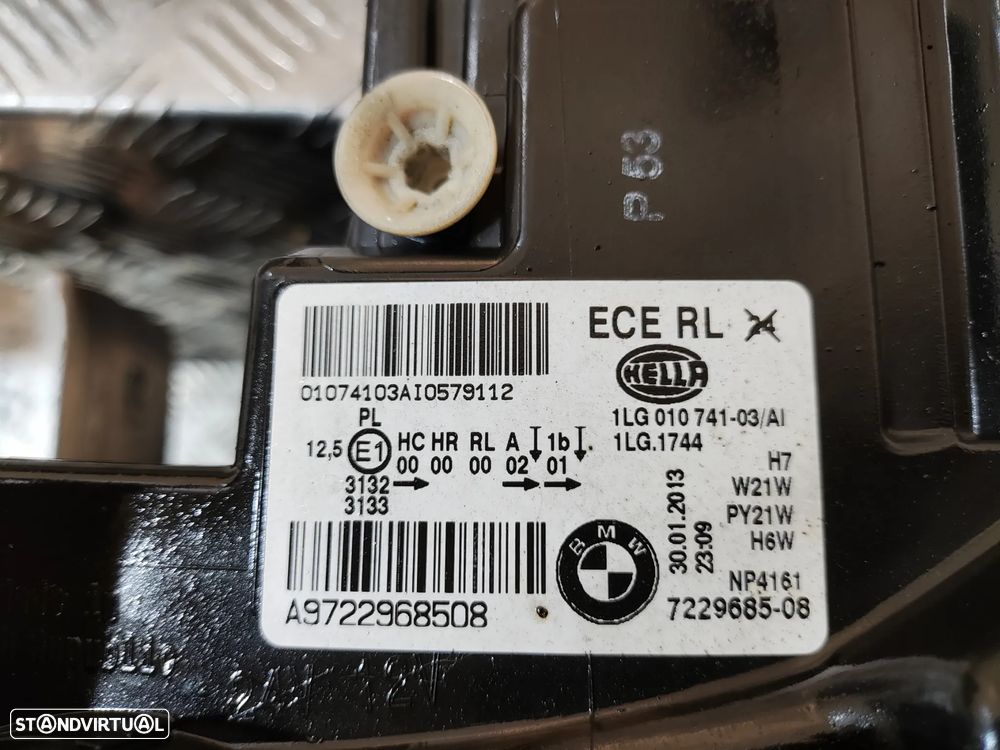 P 53
ECE RL
HELLA
01074103AI0579112
1LG 010 741-03/AI
1LG.1744
PL
12,5 E1 HC HR RL A 1b
00 00 00 02 01
3132
3133
H7
W21W
PY21W
H6W
30.01.2013
23:09
BMW
NP4161
A9722968508
7229685-08
STANDVIRTUAL